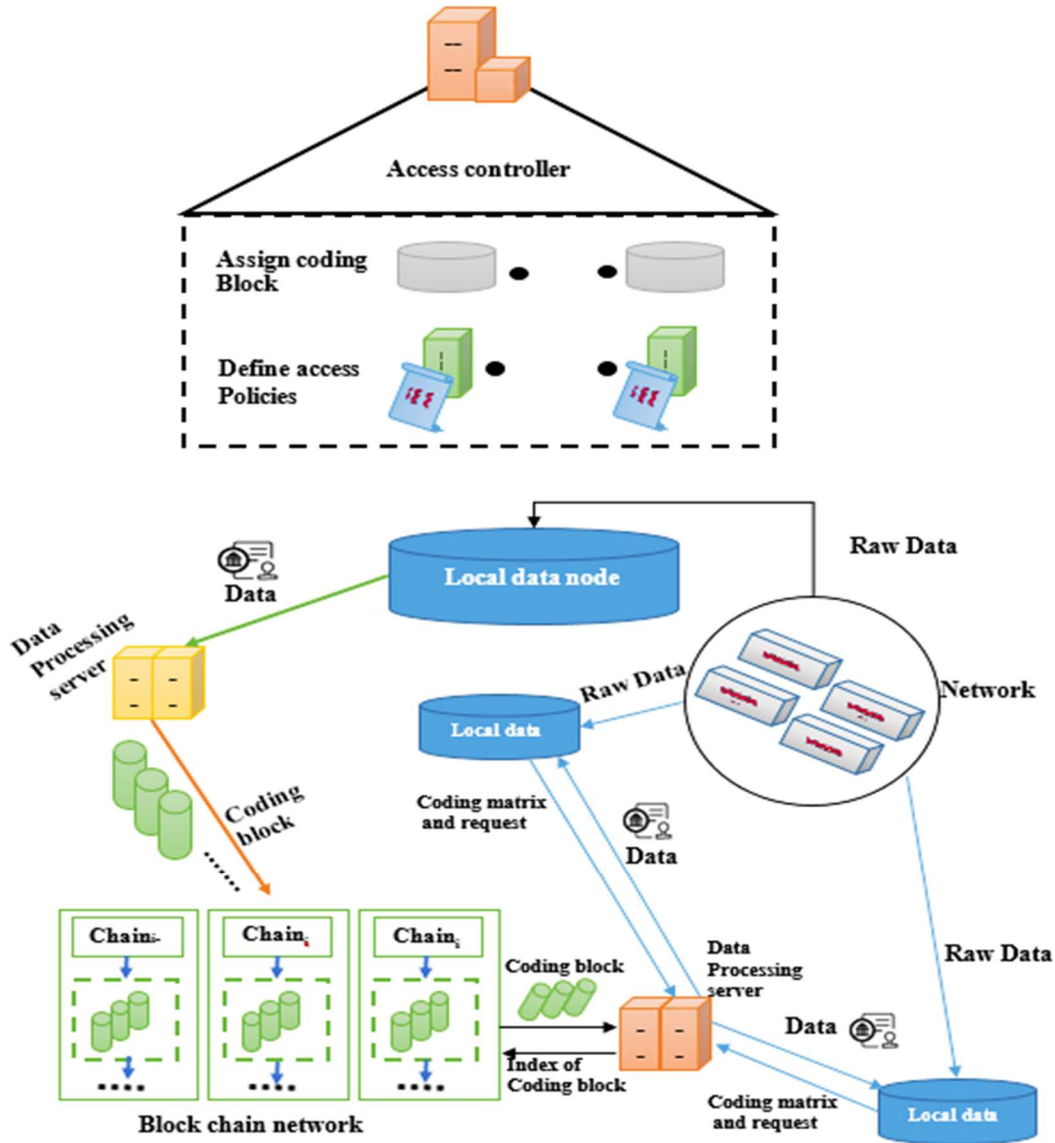 Access controller
Assign coding
Block
Define access
Policies
Raw Data
Local data node
Data
Data
Processing
server
Raw Data
Network
Local data
Coding matrix
and request
Data
Coding
block
Chain
Chain
Chain
Coding block
Data
Processing
server
Raw Data
Data
Index of
Coding block
Coding matrix
and request
Local data
Block chain network